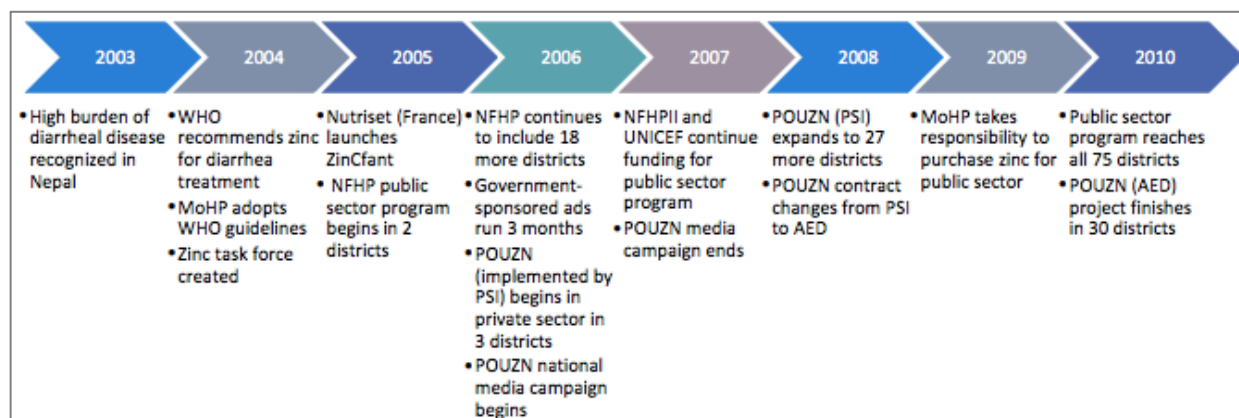 2003
2004
2005
2006
2007
2008
2009
2010
• High burden of
diarrheal disease
recognized in
Nepal
• WHO
recommends zinc
for diarrhea
treatment
• MoHP adopts
WHO guidelines
• Zinc task force
created
• Nutriset (France)
launches
ZinCfant
• NFHP public
sector program
begins in 2
districts
• NFHP continues
to include 18
more districts
• Government-
sponsored ads
run 3 months
• POUZN
(implemented by
PSI) begins in
private sector in
3 districts
• POUZN national
media campaign
begins
• NFHPII and
UNICEF continue
funding for
public sector
program
• POUZN media
campaign ends
• POUZN (PSI)
expands to 27
more districts
• POUZN contract
changes from PSI
to AED
• MoHP takes
responsibility to
purchase zinc for
public sector
• Public sector
program reaches
all 75 districts
• POUZN (AED)
project finishes
in 30 districts